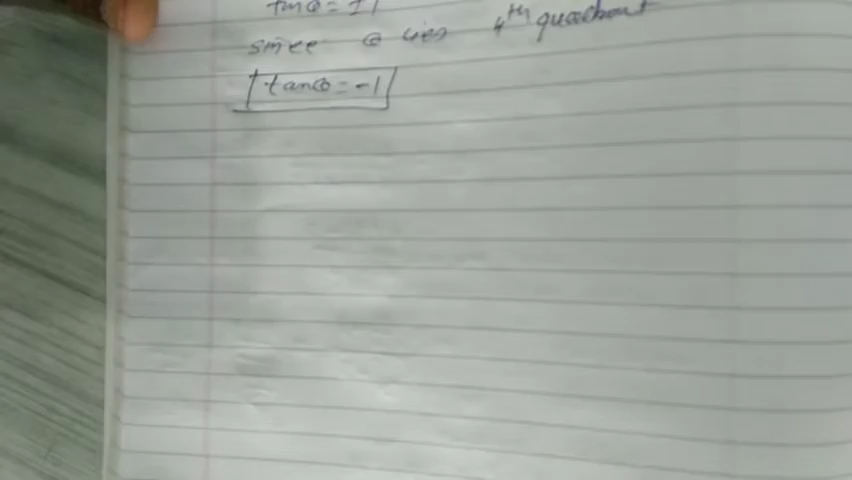 tanθ = ±1
since θ lies 4th quadrant
tanθ = -1